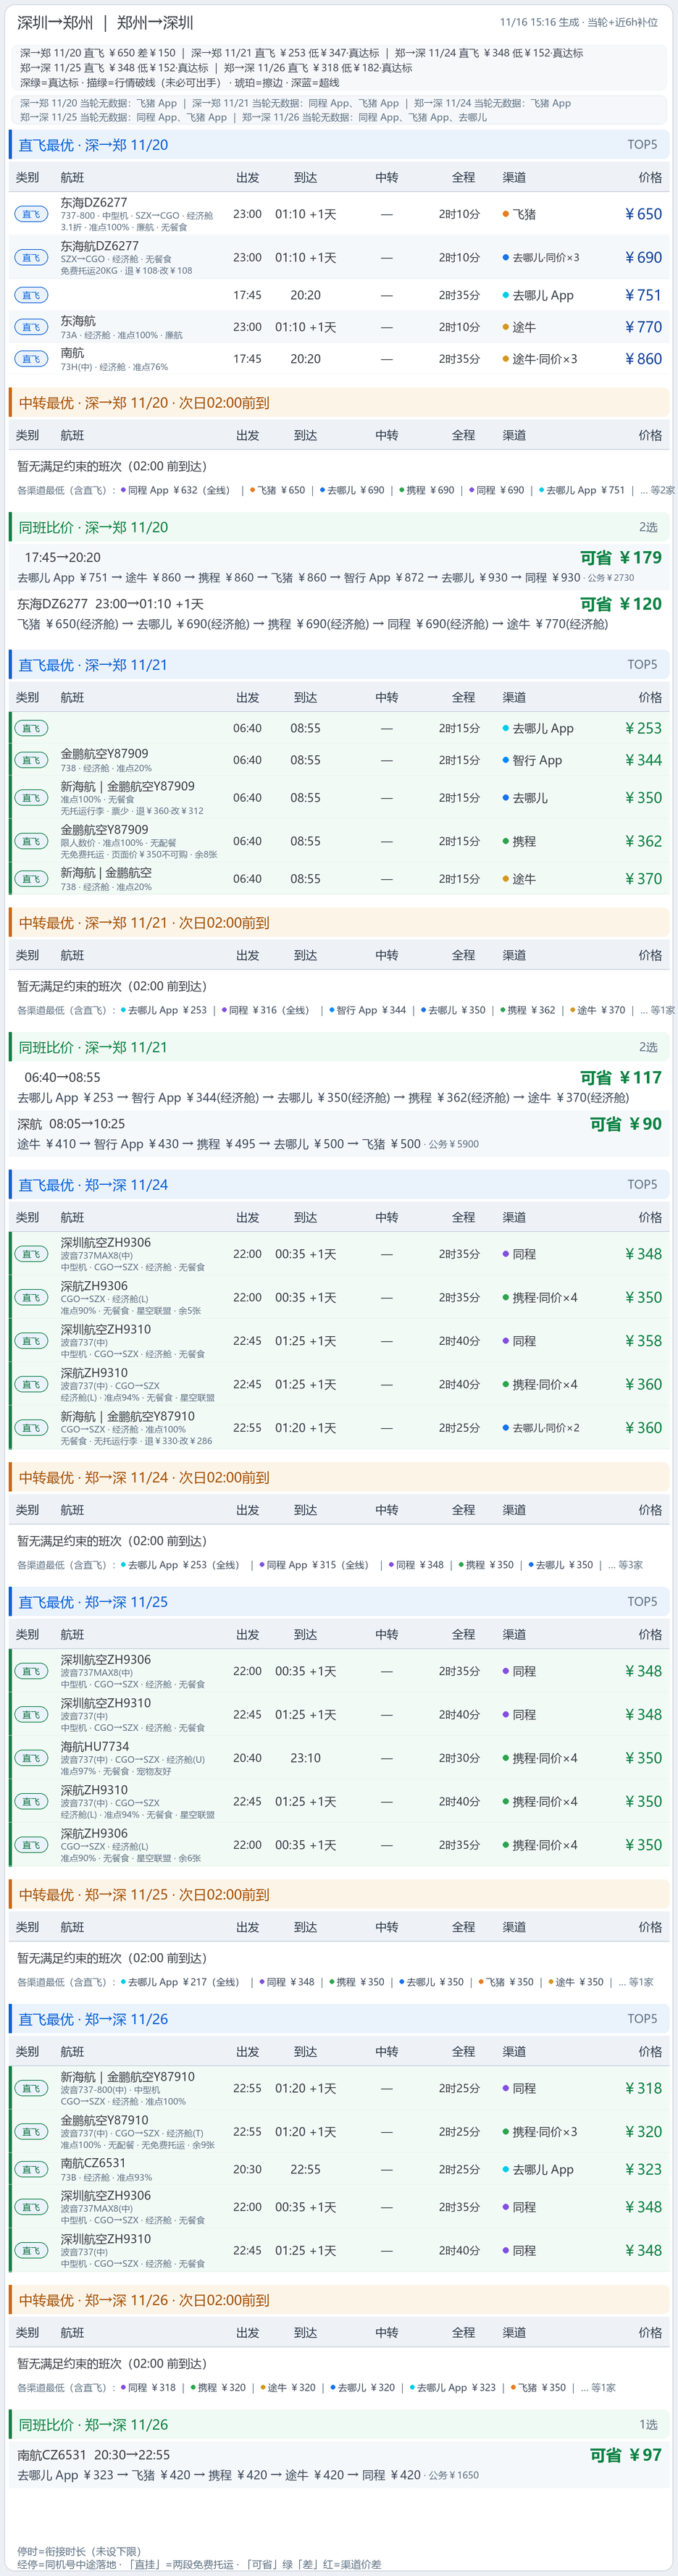 深圳→郑州 | 郑州→深圳
11/16 15:16 生成 · 当轮+近6h补位
深→郑 11/20 直飞 ¥650 差¥150 | 深→郑 11/21 直飞 ¥253 低¥347·真达标 | 郑→深 11/24 直飞 ¥348 低¥152·真达标
郑→深 11/25 直飞 ¥348 低¥152·真达标 | 郑→深 11/26 直飞 ¥318 低¥182·真达标
深绿=真达标 · 描绿=行情破线（未必可出手） · 琥珀=擦边 · 深蓝=超线
深→郑 11/20 当轮无数据：飞猪 App | 深→郑 11/21 当轮无数据：同程 App、飞猪 App | 郑→深 11/24 当轮无数据：飞猪 App
郑→深 11/25 当轮无数据：同程 App、飞猪 App | 郑→深 11/26 当轮无数据：同程 App、飞猪 App、去哪儿
直飞最优 · 深→郑 11/20 TOP5
类别 航班 出发 到达 中转 全程 渠道 价格
东海DZ6277
直飞 737-800 · 中型机 · SZX→CGO · 经济舱 23:00 01:10 +1天 — 2时10分 飞猪 ¥650
3.1折 · 准点100% · 廉航 · 无餐食
东海航DZ6277
直飞 SZX→CGO · 经济舱 · 无餐食 23:00 01:10 +1天 — 2时10分 去哪儿·同价×3 ¥690
免费托运20KG · 退¥108·改¥108
直飞 17:45 20:20 — 2时35分 去哪儿 App ¥751
东海航
直飞 23:00 01:10 +1天 — 2时10分 途牛 ¥770
73A · 经济舱 · 准点100% · 廉航
南航
直飞 17:45 20:20 — 2时35分 途牛·同价×3 ¥860
73H(中) · 经济舱 · 准点76%
中转最优 · 深→郑 11/20 · 次日02:00前到
类别 航班 出发 到达 中转 全程 渠道 价格
暂无满足约束的班次（02:00 前到达）
各渠道最低（含直飞）: 同程 App ¥632（全线） | 飞猪 ¥650 | 去哪儿 ¥690 | 携程 ¥690 | 同程 ¥690 | 去哪儿 App ¥751 | … 等2家
同班比价 · 深→郑 11/20 2选
17:45→20:20 可省 ¥179
去哪儿 App ¥751 → 途牛 ¥860 → 携程 ¥860 → 飞猪 ¥860 → 智行 App ¥872 → 去哪儿 ¥930 → 同程 ¥930 · 公务¥2730
东海DZ6277 23:00→01:10 +1天 可省 ¥120
飞猪 ¥650(经济舱) → 去哪儿 ¥690(经济舱) → 携程 ¥690(经济舱) → 同程 ¥690(经济舱) → 途牛 ¥770(经济舱)
直飞最优 · 深→郑 11/21 TOP5
类别 航班 出发 到达 中转 全程 渠道 价格
直飞 06:40 08:55 — 2时15分 去哪儿 App ¥253
金鹏航空Y87909
直飞 06:40 08:55 — 2时15分 智行 App ¥344
738 · 经济舱 · 准点20%
新海航 | 金鹏航空Y87909
直飞 准点100% · 无餐食 06:40 08:55 — 2时15分 去哪儿 ¥350
无托运行李 · 票少 · 退¥360·改¥312
金鹏航空Y87909
直飞 限人数价 · 准点100% · 无配餐 06:40 08:55 — 2时15分 携程 ¥362
无免费托运 · 页面价¥350不可购 · 余8张
新海航 | 金鹏航空
直飞 06:40 08:55 — 2时15分 途牛 ¥370
738 · 经济舱 · 准点20%
中转最优 · 深→郑 11/21 · 次日02:00前到
类别 航班 出发 到达 中转 全程 渠道 价格
暂无满足约束的班次（02:00 前到达）
各渠道最低（含直飞）: 去哪儿 App ¥253 | 同程 ¥316（全线） | 智行 App ¥344 | 去哪儿 ¥350 | 携程 ¥362 | 途牛 ¥370 | … 等1家
同班比价 · 深→郑 11/21 2选
06:40→08:55 可省 ¥117
去哪儿 App ¥253 → 智行 App ¥344(经济舱) → 去哪儿 ¥350(经济舱) → 携程 ¥362(经济舱) → 途牛 ¥370(经济舱)
深航 08:05→10:25 可省 ¥90
途牛 ¥410 → 智行 App ¥430 → 携程 ¥495 → 去哪儿 ¥500 → 飞猪 ¥500 · 公务¥5900
直飞最优 · 郑→深 11/24 TOP5
类别 航班 出发 到达 中转 全程 渠道 价格
深圳航空ZH9306
直飞 波音737MAX8(中) 22:00 00:35 +1天 — 2时35分 同程 ¥348
中型机 · CGO→SZX · 经济舱 · 无餐食
深航ZH9306
直飞 CGO→SZX · 经济舱(L) 22:00 00:35 +1天 — 2时35分 携程·同价×4 ¥350
准点90% · 无餐食 · 星空联盟 · 余5张
深圳航空ZH9310
直飞 波音737(中) 22:45 01:25 +1天 — 2时40分 同程 ¥358
中型机 · CGO→SZX · 经济舱 · 无餐食
深航ZH9310
直飞 波音737(中) · CGO→SZX 22:45 01:25 +1天 — 2时40分 携程·同价×4 ¥360
经济舱(L) · 准点94% · 无餐食 · 星空联盟
新海航 | 金鹏航空Y87910
直飞 CGO→SZX · 经济舱 · 准点100% 22:55 01:20 +1天 — 2时25分 去哪儿·同价×2 ¥360
无餐食 · 无托运行李 · 退¥330·改¥286
中转最优 · 郑→深 11/24 · 次日02:00前到
类别 航班 出发 到达 中转 全程 渠道 价格
暂无满足约束的班次（02:00 前到达）
各渠道最低（含直飞）: 去哪儿 App ¥253（全线） | 同程 App ¥315（全线） | 同程 ¥348 | 携程 ¥350 | 去哪儿 ¥350 | … 等3家
直飞最优 · 郑→深 11/25 TOP5
类别 航班 出发 到达 中转 全程 渠道 价格
深圳航空ZH9306
直飞 波音737MAX8(中) 22:00 00:35 +1天 — 2时35分 同程 ¥348
中型机 · CGO→SZX · 经济舱 · 无餐食
深圳航空ZH9310
直飞 波音737(中) 22:45 01:25 +1天 — 2时40分 同程 ¥348
中型机 · CGO→SZX · 经济舱 · 无餐食
海航HU7734
直飞 波音737(中) · CGO→SZX · 经济舱(U) 20:40 23:10 — 2时30分 携程·同价×4 ¥350
准点97% · 无餐食 · 宠物友好
深航ZH9310
直飞 波音737(中) · CGO→SZX 22:45 01:25 +1天 — 2时40分 携程·同价×4 ¥350
经济舱(L) · 准点94% · 无餐食 · 星空联盟
深航ZH9306
直飞 CGO→SZX · 经济舱(L) 22:00 00:35 +1天 — 2时35分 携程·同价×4 ¥350
准点90% · 无餐食 · 星空联盟 · 余6张
中转最优 · 郑→深 11/25 · 次日02:00前到
类别 航班 出发 到达 中转 全程 渠道 价格
暂无满足约束的班次（02:00 前到达）
各渠道最低（含直飞）: 去哪儿 App ¥217（全线） | 同程 ¥348 | 携程 ¥350 | 去哪儿 ¥350 | 飞猪 ¥350 | 途牛 ¥350 | … 等1家
直飞最优 · 郑→深 11/26 TOP5
类别 航班 出发 到达 中转 全程 渠道 价格
新海航 | 金鹏航空Y87910
直飞 波音737-800(中) · 中型机 22:55 01:20 +1天 — 2时25分 同程 ¥318
CGO→SZX · 经济舱 · 准点100%
金鹏航空Y87910
直飞 波音737(中) · CGO→SZX · 经济舱(T) 22:55 01:20 +1天 — 2时25分 携程·同价×3 ¥320
准点100% · 无配餐 · 无免费托运 · 余9张
南航CZ6531
直飞 20:30 22:55 — 2时25分 去哪儿 App ¥323
73B · 经济舱 · 准点93%
深圳航空ZH9306
直飞 波音737MAX8(中) 22:00 00:35 +1天 — 2时35分 同程 ¥348
中型机 · CGO→SZX · 经济舱 · 无餐食
深圳航空ZH9310
直飞 波音737(中) 22:45 01:25 +1天 — 2时40分 同程 ¥348
中型机 · CGO→SZX · 经济舱 · 无餐食
中转最优 · 郑→深 11/26 · 次日02:00前到
类别 航班 出发 到达 中转 全程 渠道 价格
暂无满足约束的班次（02:00 前到达）
各渠道最低（含直飞）: 同程 ¥318 | 携程 ¥320 | 途牛 ¥320 | 去哪儿 ¥320 | 去哪儿 App ¥323 | 飞猪 ¥350 | … 等1家
同班比价 · 郑→深 11/26 1选
南航CZ6531 20:30→22:55 可省 ¥97
去哪儿 App ¥323 → 飞猪 ¥420 → 携程 ¥420 → 途牛 ¥420 → 同程 ¥420 · 公务¥1650
停时=衔接时长（未设下限）
经停=同机号中途落地 · 「直挂」=两段免费托运 · 「可省」绿「差」红=渠道价差